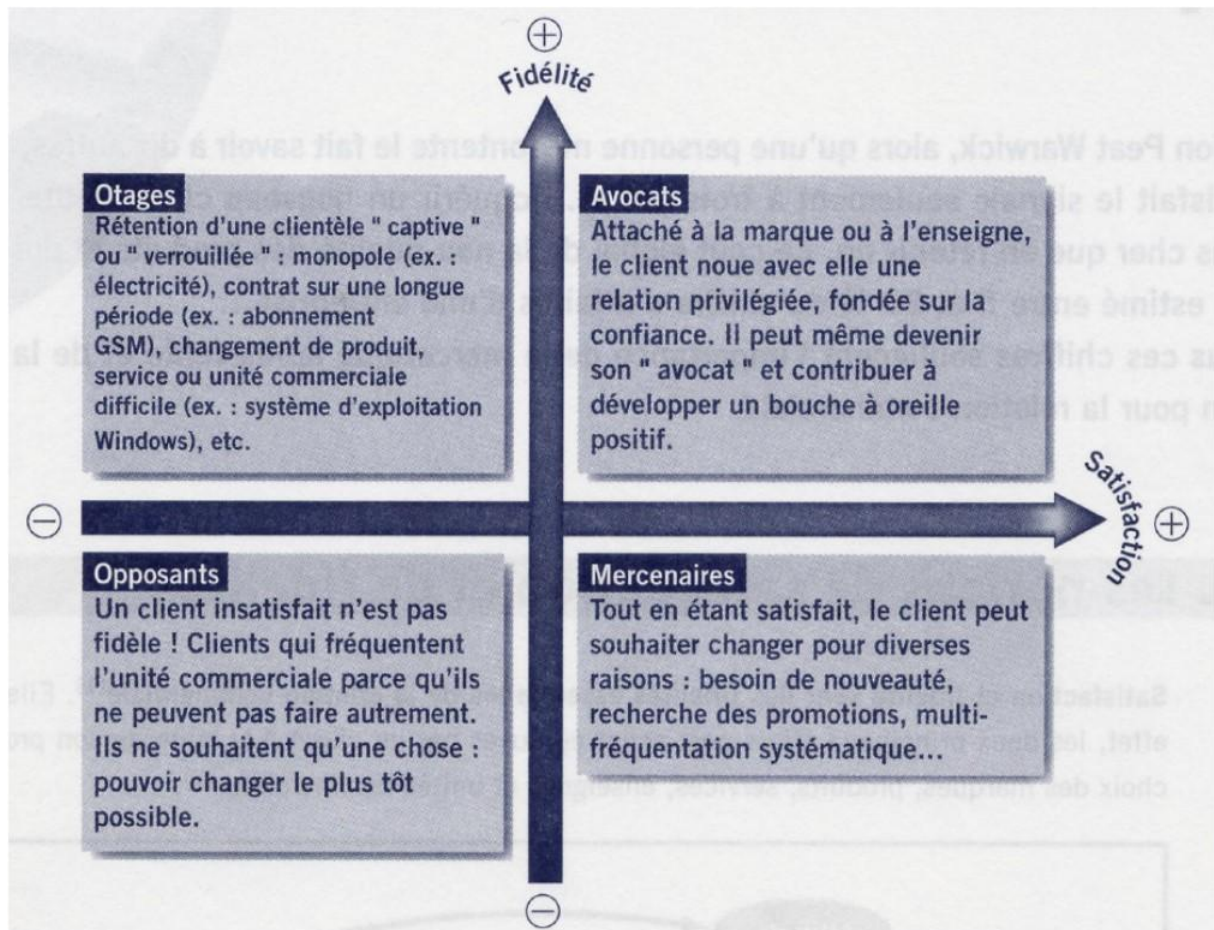 Fidélité
Otages
Rétention d'une clientèle " captive "
ou " verrouillée " : monopole (ex. :
électricité), contrat sur une longue
période (ex. : abonnement
GSM), changement de produit,
service ou unité commerciale
difficile (ex. : système d'exploitation
Windows), etc.
Avocats
Attaché à la marque ou à l'enseigne,
le client noue avec elle une
relation privilégiée, fondée sur la
confiance. Il peut même devenir
son " avocat " et contribuer à
développer un bouche à oreille
positif.
Satisfaction
Opposants
Un client insatisfait n'est pas
fidèle ! Clients qui fréquentent
l'unité commerciale parce qu'ils
ne peuvent pas faire autrement.
Ils ne souhaitent qu'une chose :
pouvoir changer le plus tôt
possible.
Mercenaires
Tout en étant satisfait, le client peut
souhaiter changer pour diverses
raisons : besoin de nouveauté,
recherche des promotions, multi-
fréquentation systématique...